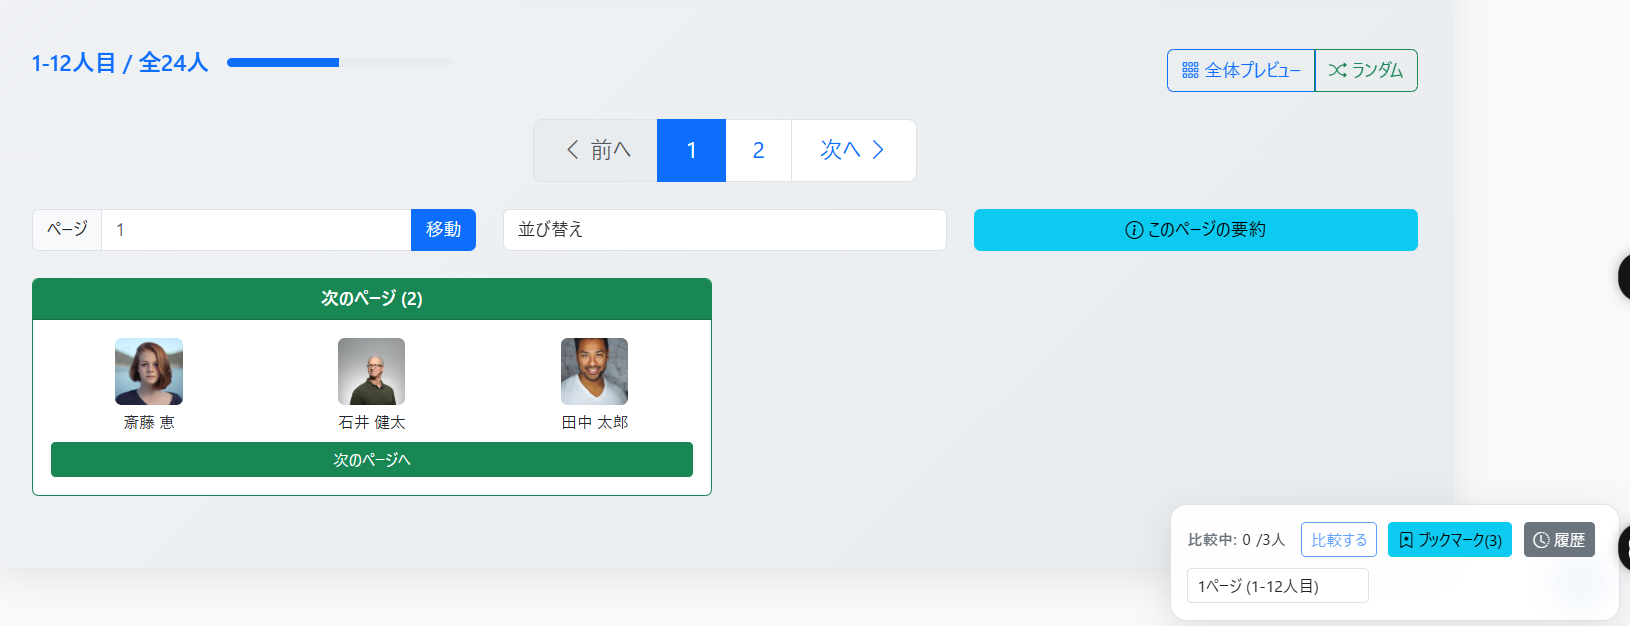 1-12人目 / 全24人
全体プレビュー
ランダム
前へ
1
2
次へ
ページ
1
移動
並び替え
このページの要約
次のページ (2)
斎藤 恵
石井 健太
田中 太郎
次のページへ
比較中: 0 /3人
比較する
ブックマーク(3)
履歴
1ページ (1-12人目)